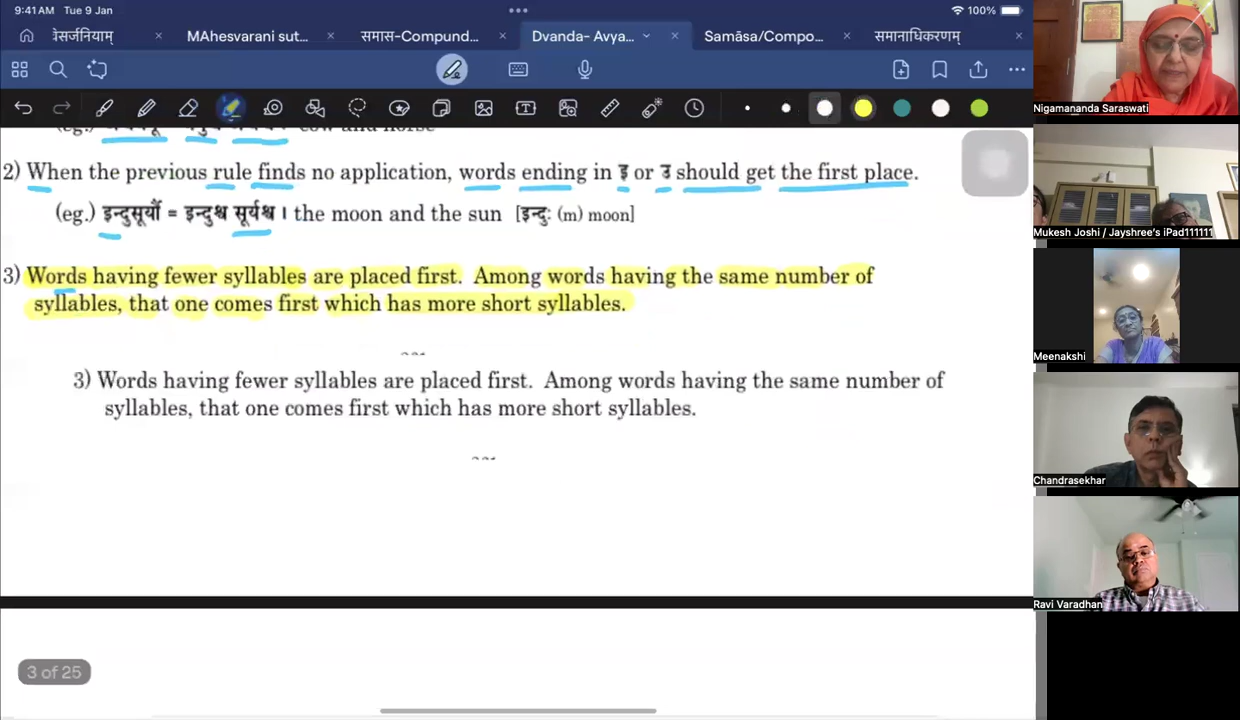 9:41 AM Tue 9 Jan
100%
MAhesvarani sut...
समास-Compund...
Dvanda- Avya...
Samāsa/Compo...
समानाधिकरणम्
(eg.) cow and horse
2) When the previous rule finds no application, words ending in इ or उ should get the first place.
(eg.) इन्दुसूर्यौ = इन्दुश्च सूर्यश्च । the moon and the sun [इन्दुः (m) moon]
3) Words having fewer syllables are placed first. Among words having the same number of
syllables, that one comes first which has more short syllables.
3) Words having fewer syllables are placed first. Among words having the same number of
syllables, that one comes first which has more short syllables.
3 of 25
Nigamananda Saraswati
Mukesh Joshi / Jayshree's iPad111111
Meenakshi
Chandrasekhar
Ravi Varadhan